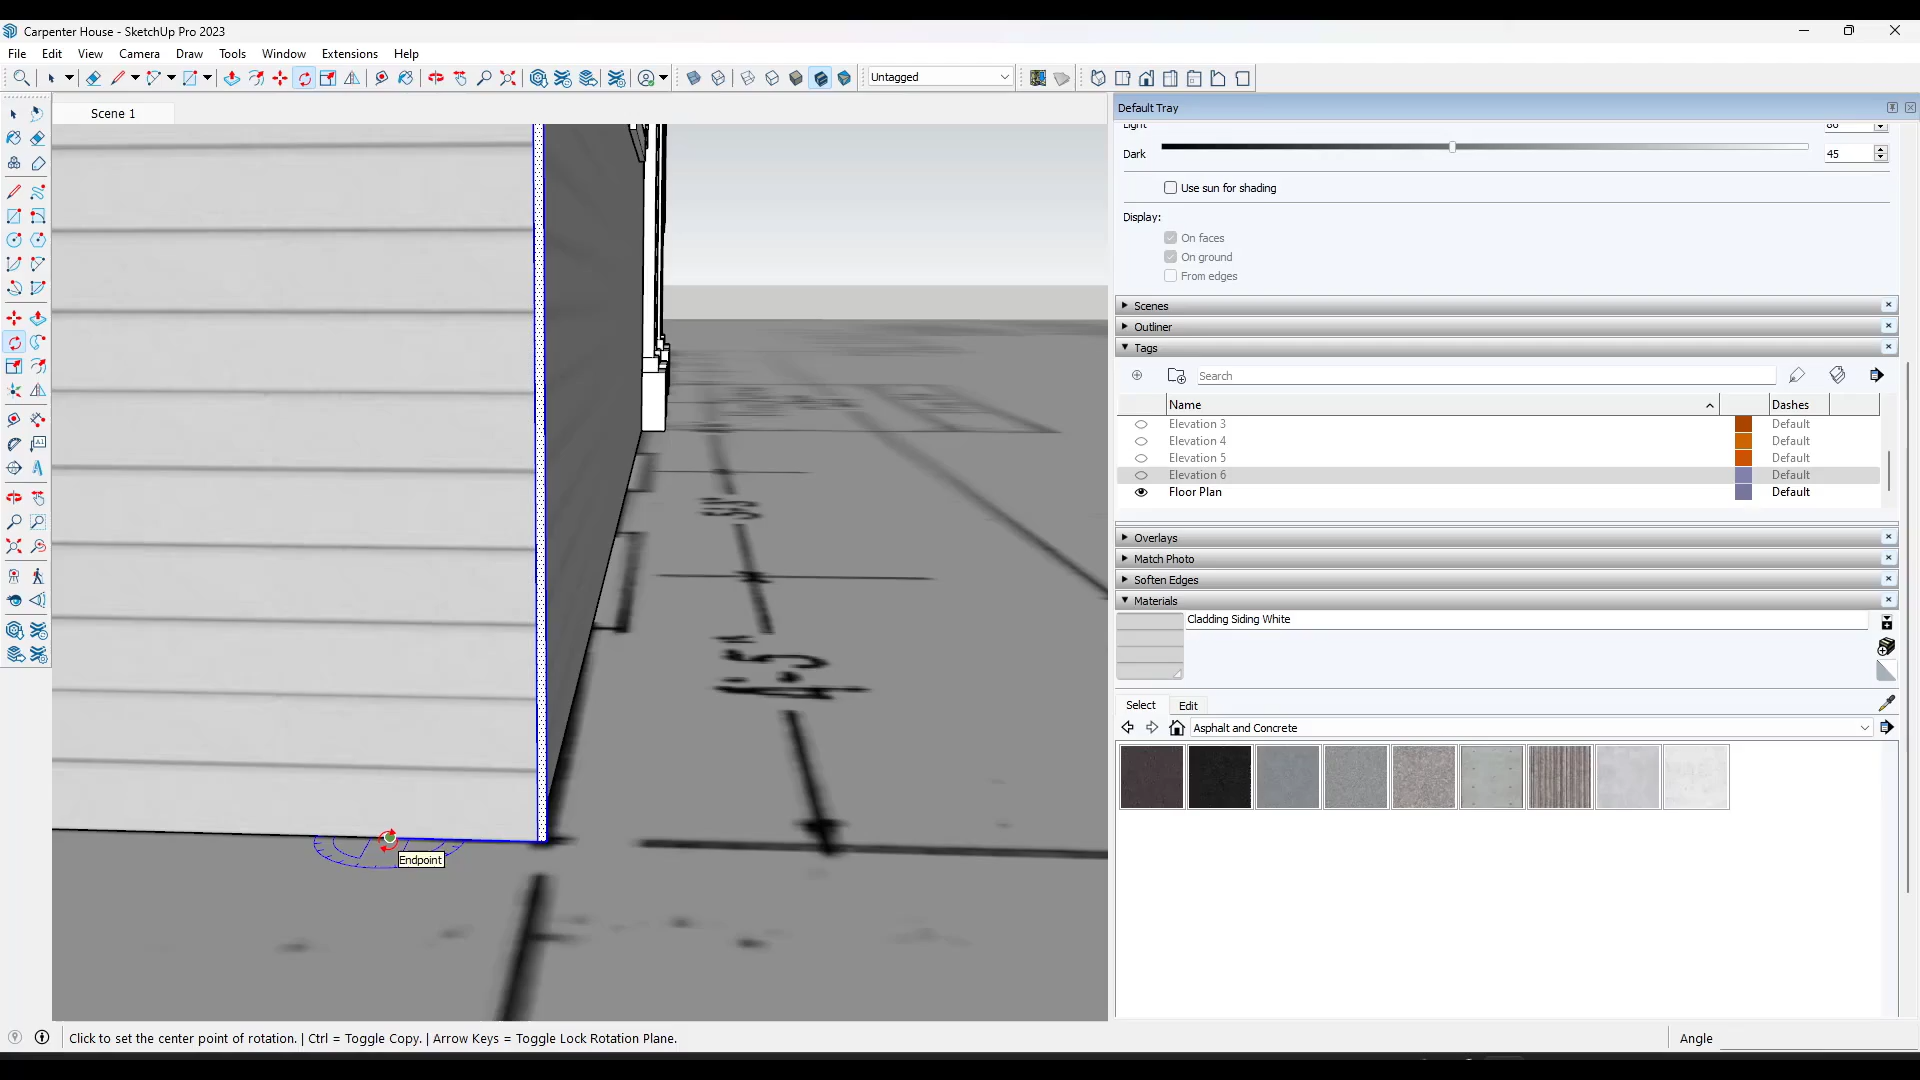 Carpenter House - SketchUp Pro 2023
File Edit View Camera Draw Tools Window Extensions Help
Untagged
Scene 1
Default Tray
Light 80
Dark 45
Use sun for shading
Display:
On faces
On ground
From edges
Scenes
Outliner
Tags
Search
Name Dashes
Elevation 3 Default
Elevation 4 Default
Elevation 5 Default
Elevation 6 Default
Floor Plan Default
Overlays
Match Photo
Soften Edges
Materials
Cladding Siding White
Select Edit
Asphalt and Concrete
Endpoint
Click to set the center point of rotation. | Ctrl = Toggle Copy. | Arrow Keys = Toggle Lock Rotation Plane.
Angle